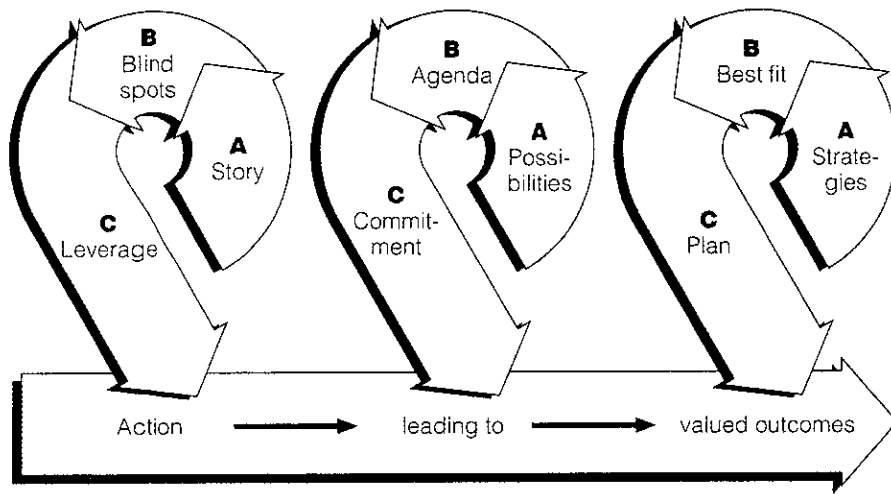 B
Blind
spots
A
Story
C
Leverage
B
Agenda
A
Possi-
bilities
C
Commit-
ment
B
Best fit
A
Strate-
gies
C
Plan
Action leading to valued outcomes